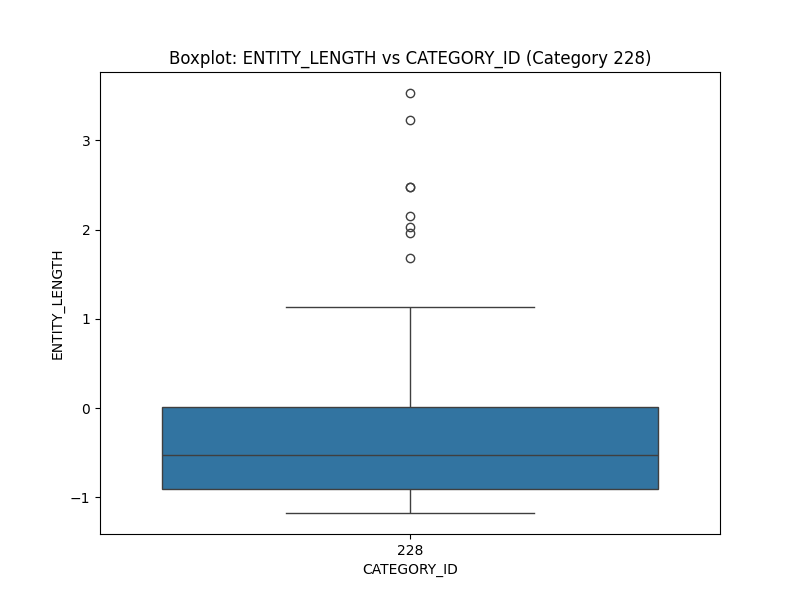 Boxplot: ENTITY_LENGTH vs CATEGORY_ID (Category 228)
3
2
1
0
−1
ENTITY_LENGTH
228
CATEGORY_ID